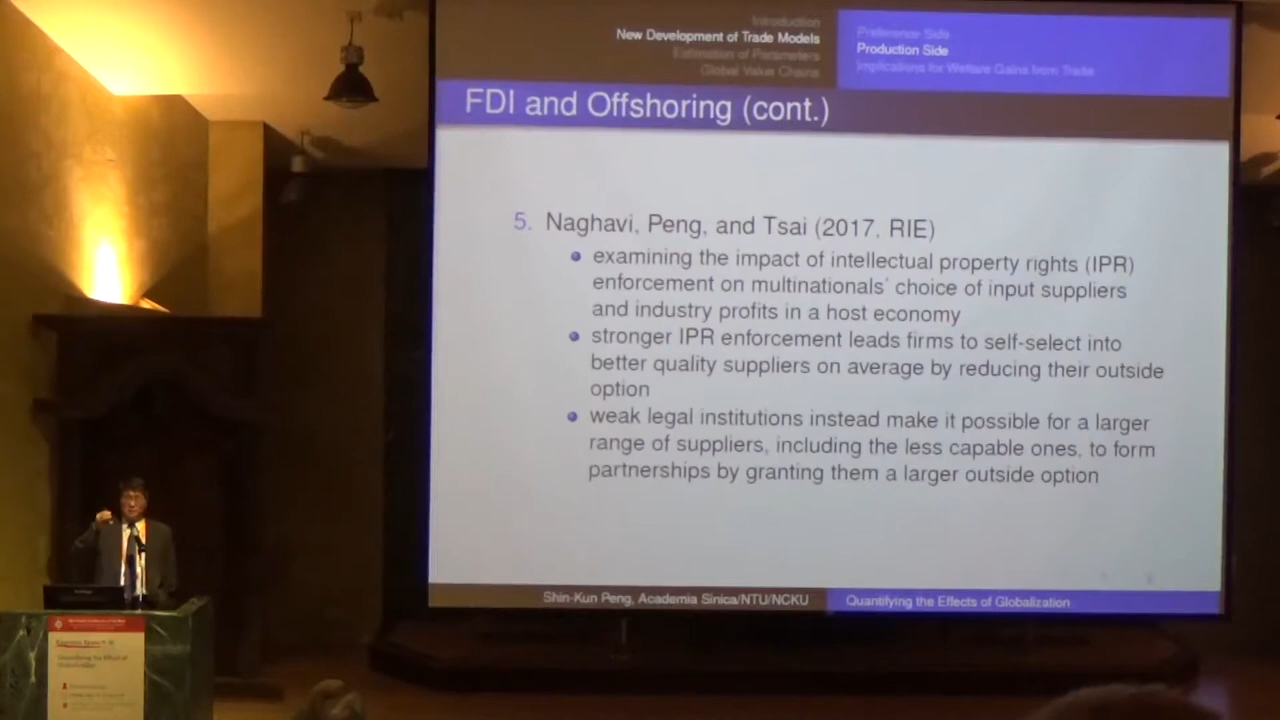 Introduction
New Development of Trade Models
Estimation of Parameters
Global Value Chains
Preference Side
Production Side
Implications for Welfare Gains from Trade
FDI and Offshoring (cont.)
5. Naghavi, Peng, and Tsai (2017, RIE)
examining the impact of intellectual property rights (IPR)
enforcement on multinationals' choice of input suppliers
and industry profits in a host economy
stronger IPR enforcement leads firms to self-select into
better quality suppliers on average by reducing their outside
option
weak legal institutions instead make it possible for a larger
range of suppliers, including the less capable ones, to form
partnerships by granting them a larger outside option
Shin-Kun Peng, Academia Sinica/NTU/NCKU
Quantifying the Effects of Globalization